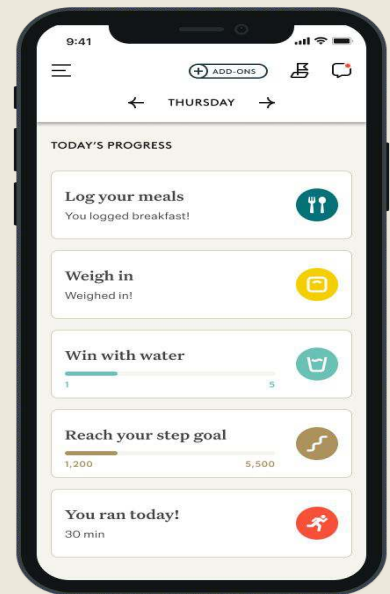 9:41
ADD-ONS
THURSDAY
TODAY'S PROGRESS
Log your meals
You logged breakfast!
Weigh in
Weighed in!
Win with water
1 5
Reach your step goal
1,200 5,500
You ran today!
30 min